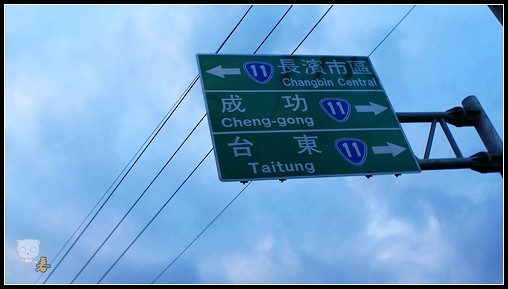 11 長濱市區
Changbin Central
成功 11
Cheng-gong
台東 11
Taitung